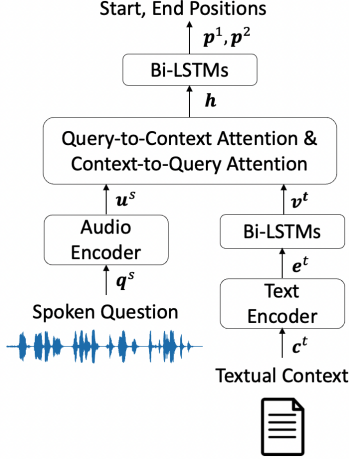 Start, End Positions
p¹, p²
Bi-LSTMs
h
Query-to-Context Attention &
Context-to-Query Attention
uˢ
vᵗ
Audio
Encoder
Bi-LSTMs
qˢ
eᵗ
Spoken Question
Text
Encoder
cᵗ
Textual Context